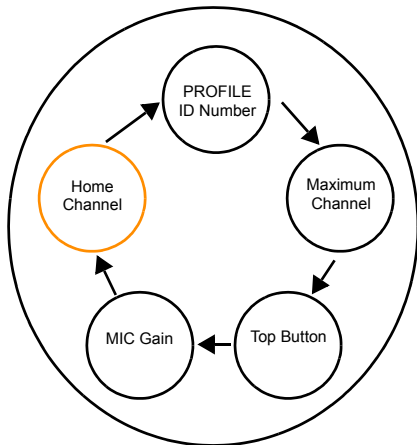 PROFILE
ID Number
Home
Channel
Maximum
Channel
MIC Gain
Top Button